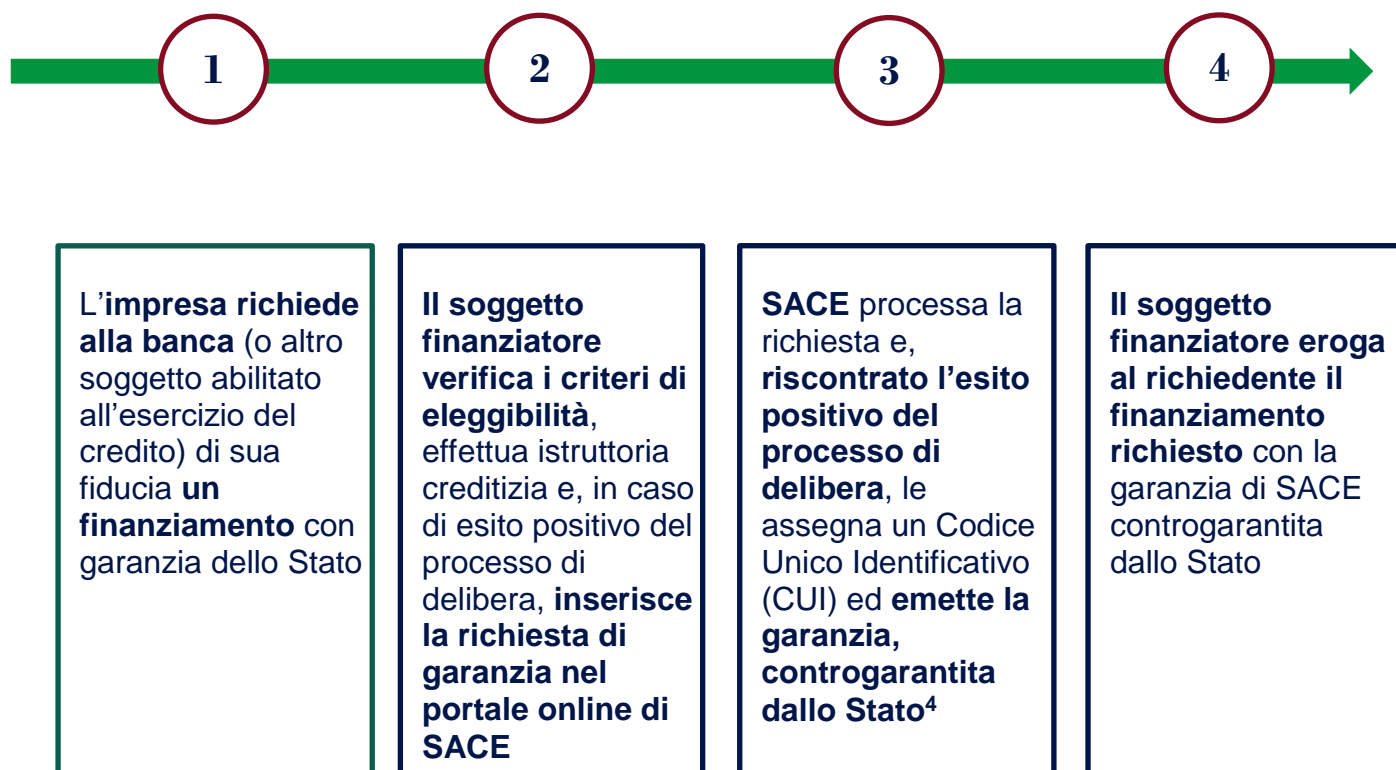 1
2
3
4
L'impresa richiede
alla banca (o altro
soggetto abilitato
all'esercizio del
credito) di sua
fiducia un
finanziamento con
garanzia dello Stato
Il soggetto
finanziatore
verifica i criteri di
eleggibilità,
effettua istruttoria
creditizia e, in caso
di esito positivo del
processo di
delibera, inserisce
la richiesta di
garanzia nel
portale online di
SACE
SACE processa la
richiesta e,
riscontrato l'esito
positivo del
processo di
delibera, le
assegna un Codice
Unico Identificativo
(CUI) ed emette la
garanzia,
controgarantita
dallo Stato⁴
Il soggetto
finanziatore eroga
al richiedente il
finanziamento
richiesto con la
garanzia di SACE
controgarantita
dallo Stato